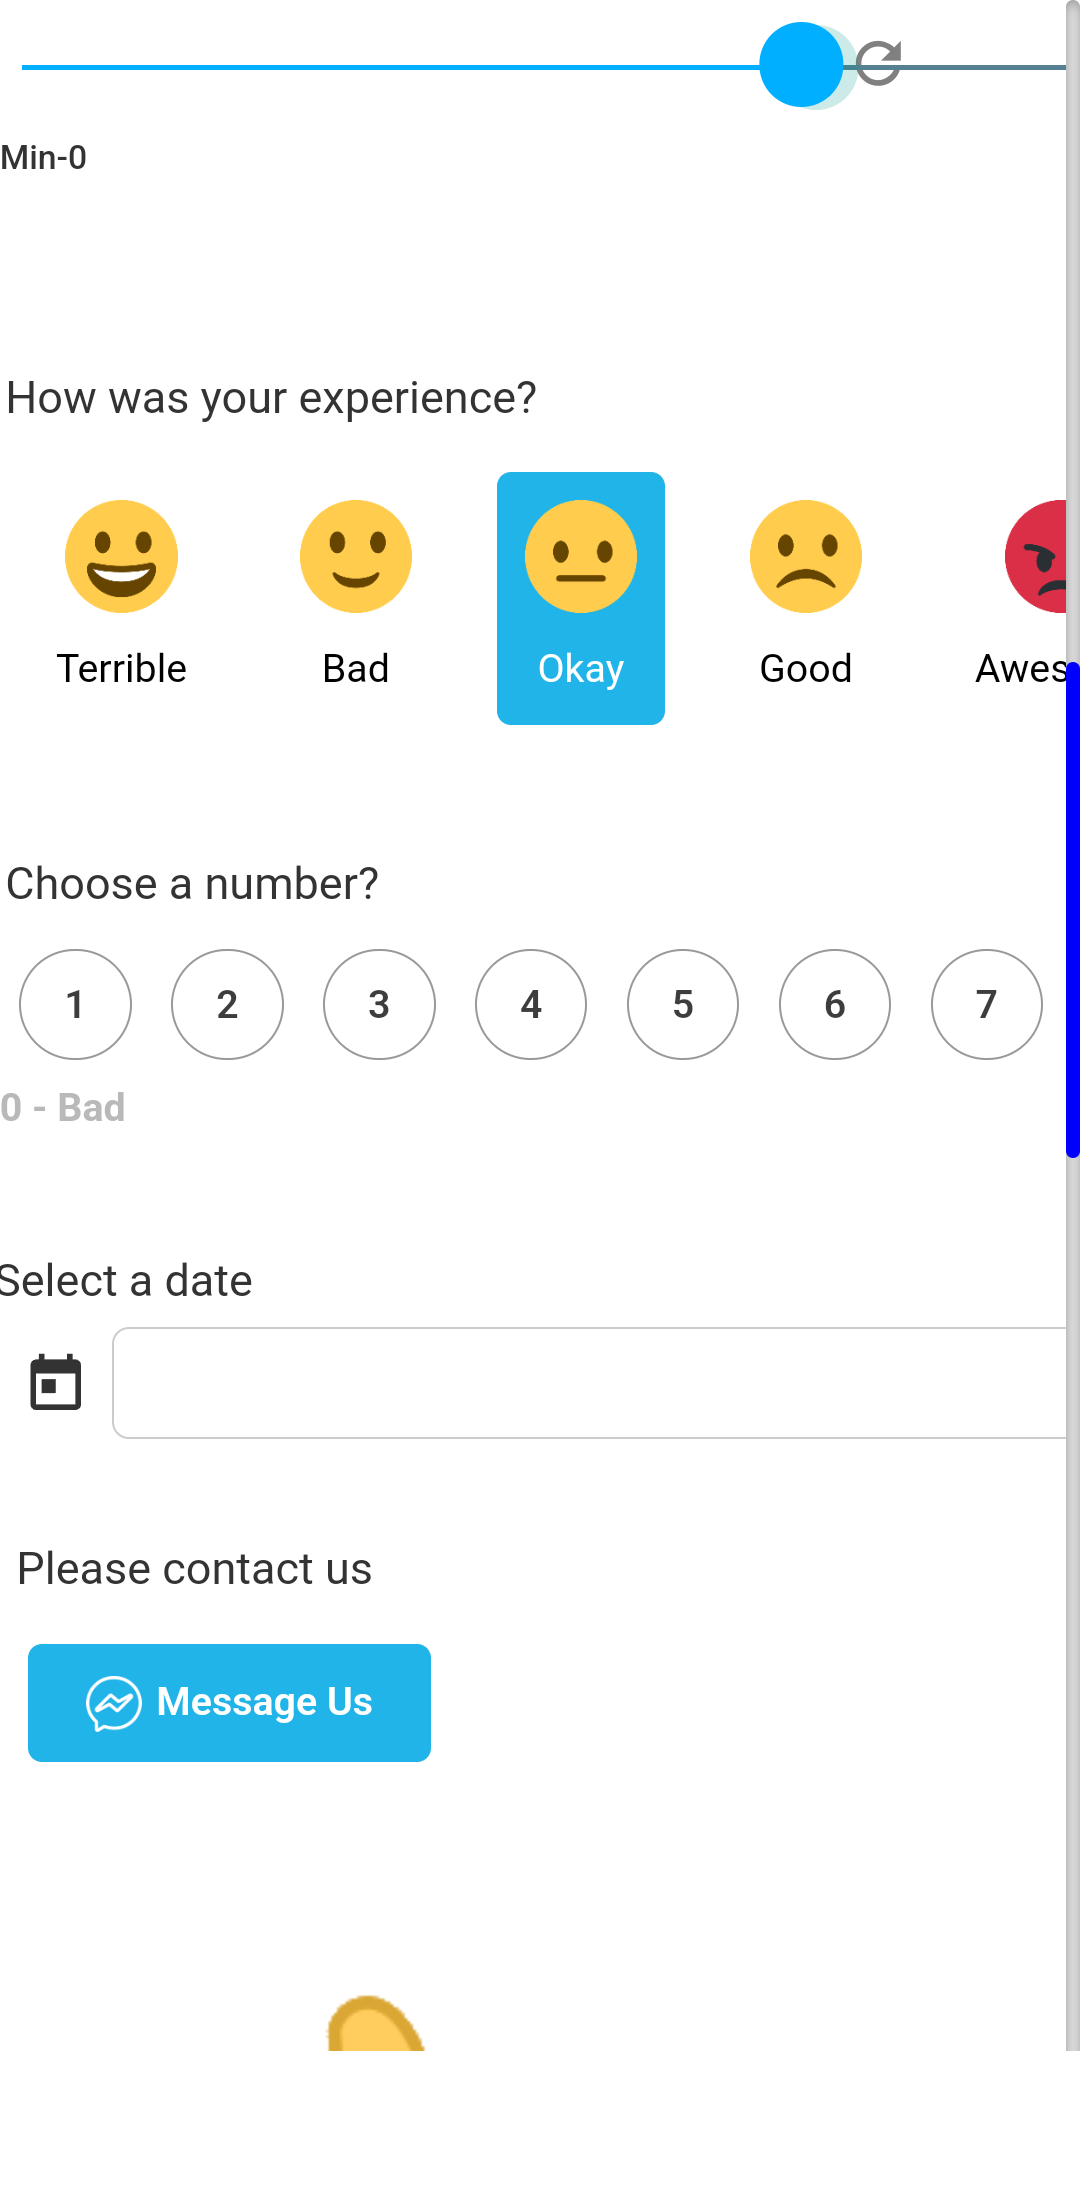 Min-0
How was your experience?
Terrible Bad Okay Good Awes
Choose a number?
1 2 3 4 5 6 7
0 - Bad
Select a date
Please contact us
Message Us